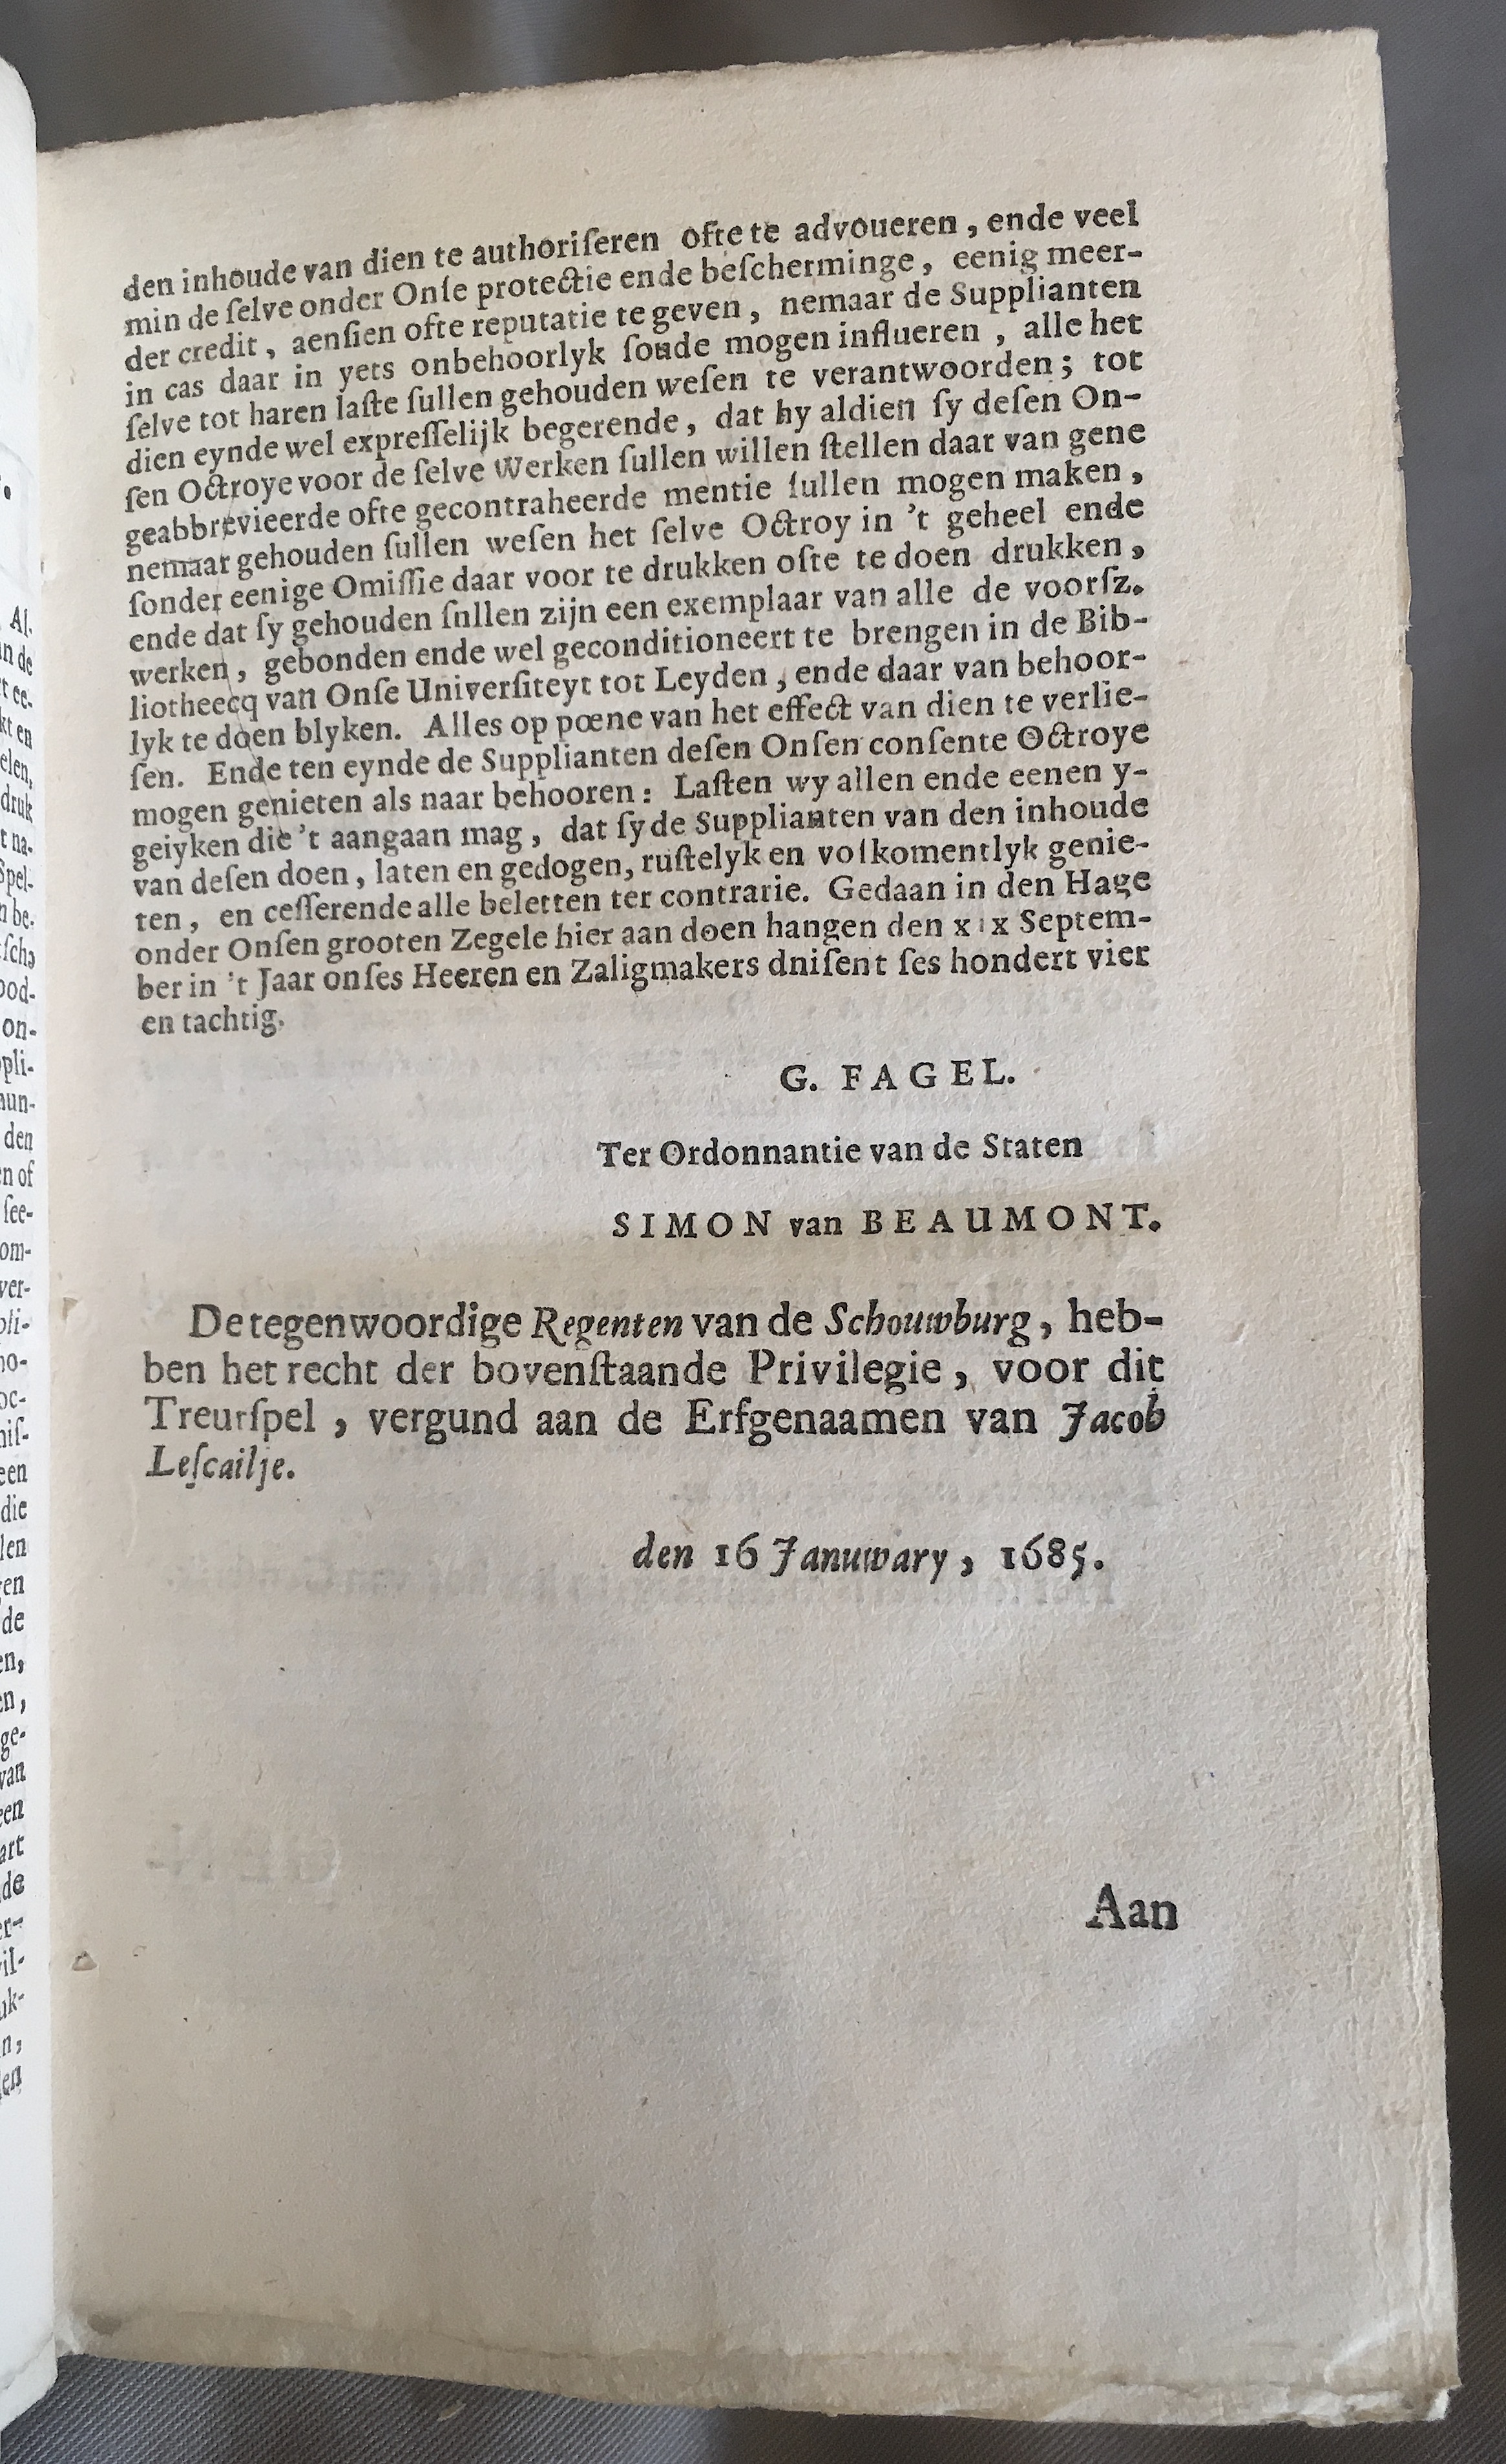 den inhoude van dien te authoriſeren ofte te advoueren, ende veel
min de ſelve onder Onſe protectie ende beſcherminge, eenig meer-
der credit, aenſien ofte reputatie te geven, nemaar de Supplianten
in cas daar in yets onbehoorlyk ſoude mogen influeren, alle het
ſelve tot haren laſte ſullen gehouden weſen te verantwoorden; tot
dien eynde wel expreſſelijk begerende, dat hy aldien ſy deſen On-
ſen Octroye voor de ſelve Werken ſullen willen ſtellen daar van gene
geabbrevieerde ofte gecontraheerde mentie ſullen mogen maken,
nemaar gehouden ſullen weſen het ſelve Octroy in 't geheel ende
ſonder eenige Omiſſie daar voor te drukken ofte te doen drukken,
ende dat ſy gehouden ſullen zijn een exemplaar van alle de voorſz.
werken, gebonden ende wel geconditioneert te brengen in de Bib-
liotheecq van Onſe Univerſiteyt tot Leyden, ende daar van behoor-
lyk te doen blyken. Alles op pœne van het effect van dien te verlie-
ſen. Ende ten eynde de Supplianten deſen Onſen conſente Octroye
mogen genieten als naar behooren: Laſten wy allen ende eenen y-
geiyken die 't aangaan mag, dat ſy de Supplianten van den inhoude
van deſen doen, laten en gedogen, ruſtelyk en volkomentlyk genie-
ten, en ceſſerende alle beletten ter contrarie. Gedaan in den Hage
onder Onſen grooten Zegele hier aan doen hangen den xix Septem-
ber in 't Jaar onſes Heeren en Zaligmakers dniſent ſes hondert vier
en tachtig.
G. FAGEL.
Ter Ordonnantie van de Staten
SIMON van BEAUMONT.
De tegenwoordige Regenten van de Schouwburg, heb-
ben het recht der bovenſtaande Privilegie, voor dit
Treurſpel, vergund aan de Erfgenaamen van Jacob
Leſcailje.
den 16 Januwary, 1685.
Aan